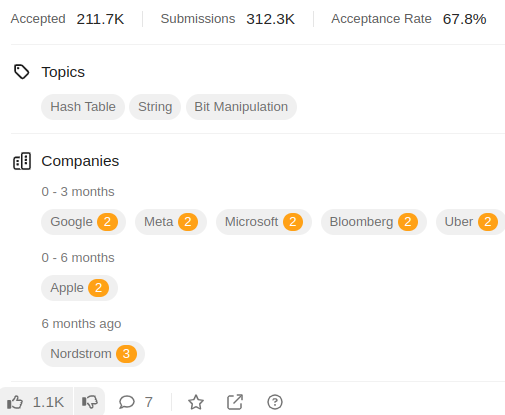 Accepted 211.7K Submissions 312.3K Acceptance Rate 67.8%
Topics
Hash Table String Bit Manipulation
Companies
0 - 3 months
Google 2 Meta 2 Microsoft 2 Bloomberg 2 Uber 2
0 - 6 months
Apple 2
6 months ago
Nordstrom 3
1.1K 7